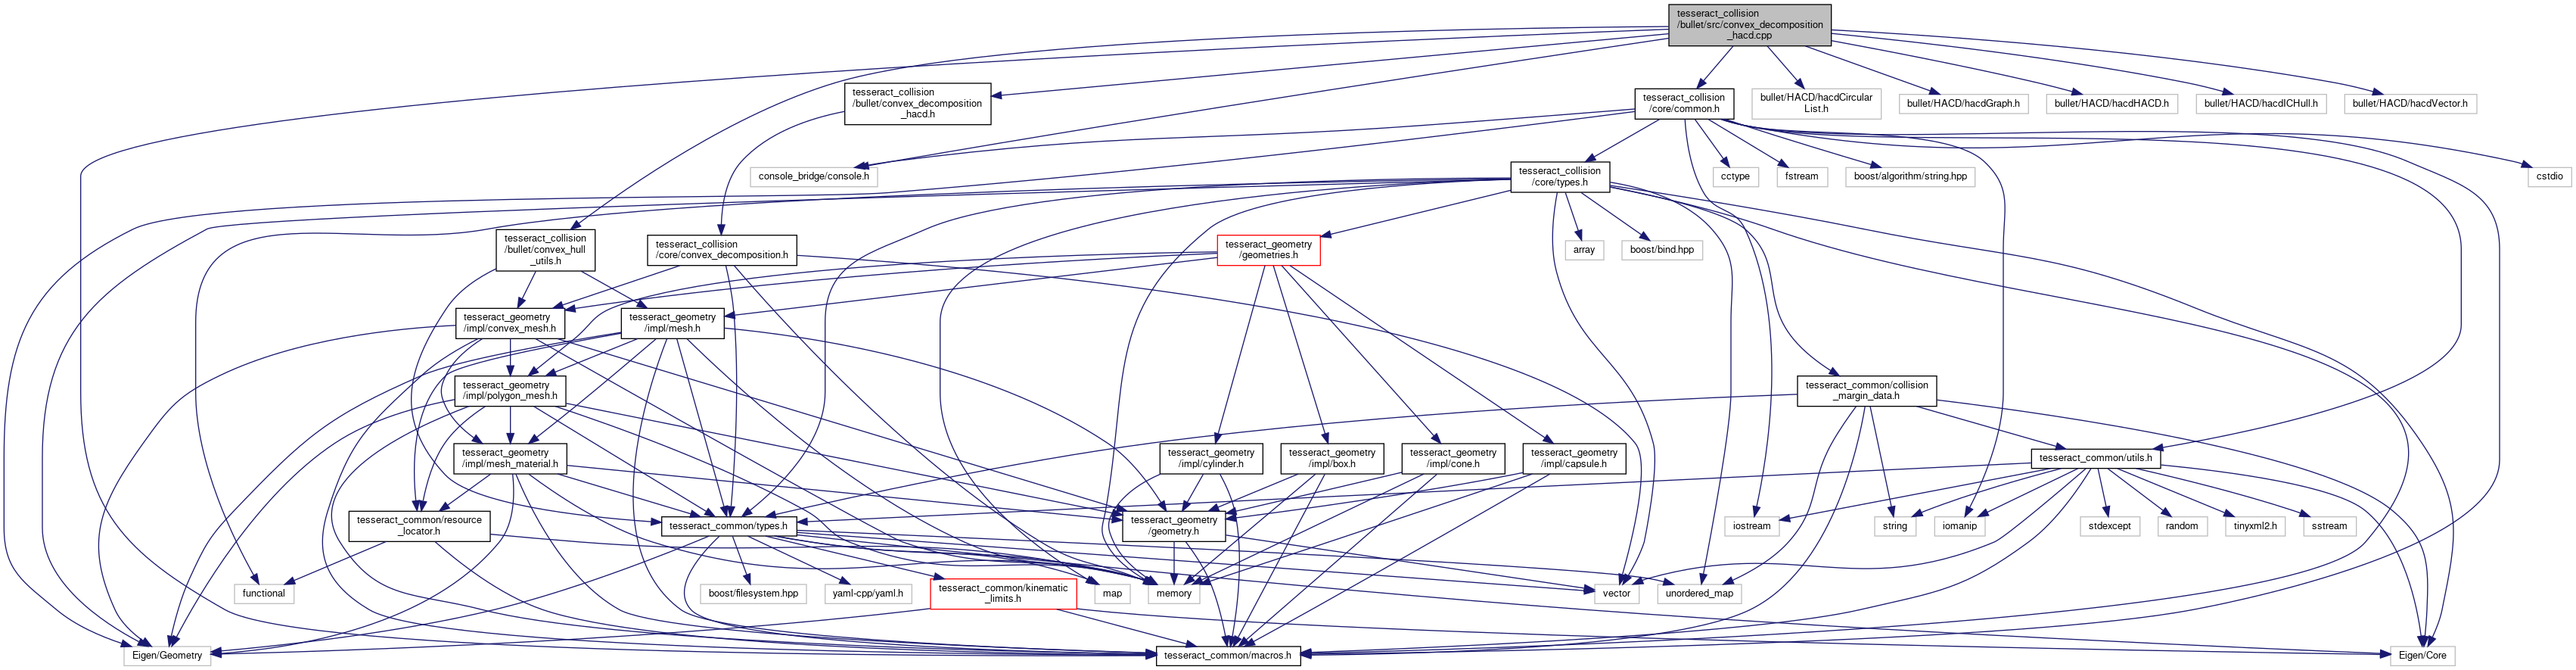 tesseract_collision
/bullet/src/convex_decomposition
_hacd.cpp
tesseract_collision
/bullet/convex_decomposition
_hacd.h
tesseract_collision
/core/common.h
bullet/HACD/hacdCircular
List.h
bullet/HACD/hacdGraph.h
bullet/HACD/hacdHACD.h
bullet/HACD/hacdICHull.h
bullet/HACD/hacdVector.h
console_bridge/console.h
tesseract_collision
/core/types.h
cctype
fstream
boost/algorithm/string.hpp
cstdio
tesseract_collision
/bullet/convex_hull
_utils.h
tesseract_collision
/core/convex_decomposition.h
tesseract_geometry
/geometries.h
array
boost/bind.hpp
tesseract_geometry
/impl/convex_mesh.h
tesseract_geometry
/impl/mesh.h
tesseract_geometry
/impl/polygon_mesh.h
tesseract_common/collision
_margin_data.h
tesseract_geometry
/impl/mesh_material.h
tesseract_geometry
/impl/cylinder.h
tesseract_geometry
/impl/box.h
tesseract_geometry
/impl/cone.h
tesseract_geometry
/impl/capsule.h
tesseract_common/utils.h
tesseract_common/resource
_locator.h
tesseract_common/types.h
tesseract_geometry
/geometry.h
iostream
string
iomanip
stdexcept
random
tinyxml2.h
sstream
functional
boost/filesystem.hpp
yaml-cpp/yaml.h
tesseract_common/kinematic
_limits.h
map
memory
vector
unordered_map
Eigen/Geometry
tesseract_common/macros.h
Eigen/Core